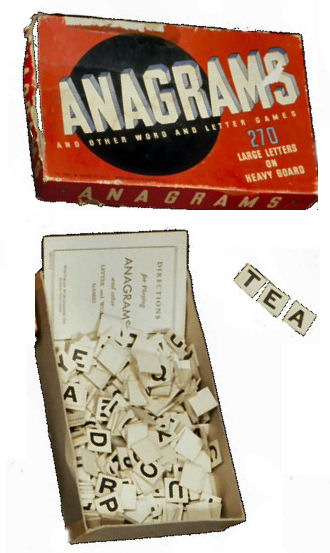 ANAGRAMS
AND OTHER WORD AND LETTER GAMES
270
LARGE LETTERS
ON
HEAVY BOARD
ANAGRAMS
DIRECTIONS
for Playing
ANAGRAMS
and other
LETTER and WORD
GAMES
TEA
E
Y
A
D
R
P
C
U